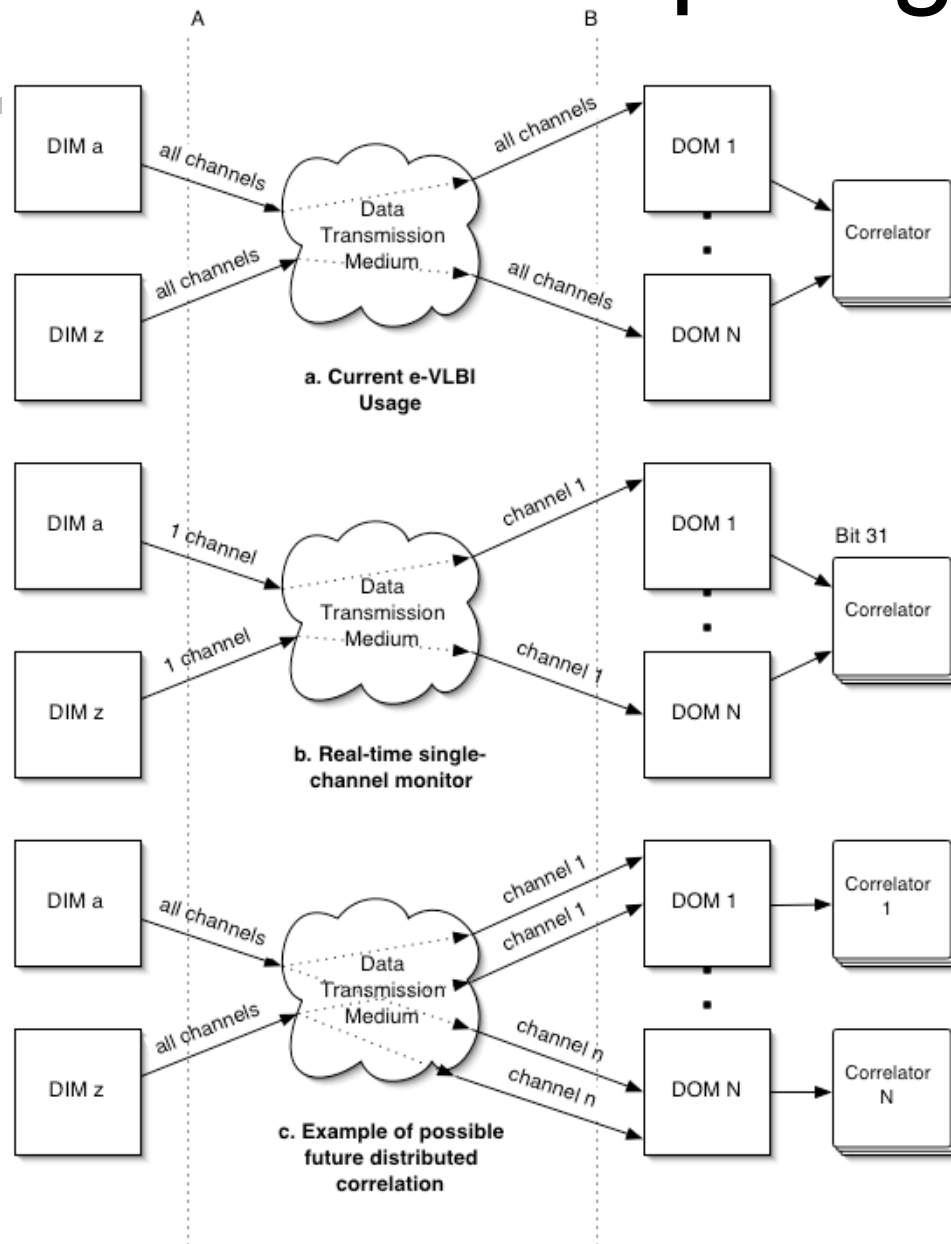 A
B
DIM a
all channels
all channels
DOM 1
Data
Transmission
Medium
Correlator
DIM z
all channels
all channels
DOM N
a. Current e-VLBI
Usage
DIM a
1 channel
channel 1
DOM 1
Bit 31
Data
Transmission
Medium
Correlator
DIM z
1 channel
channel 1
DOM N
b. Real-time single-
channel monitor
DIM a
all channels
channel 1
channel 1
DOM 1
Correlator
1
Data
Transmission
Medium
DIM z
all channels
channel n
channel n
DOM N
Correlator
N
c. Example of possible
future distributed
correlation